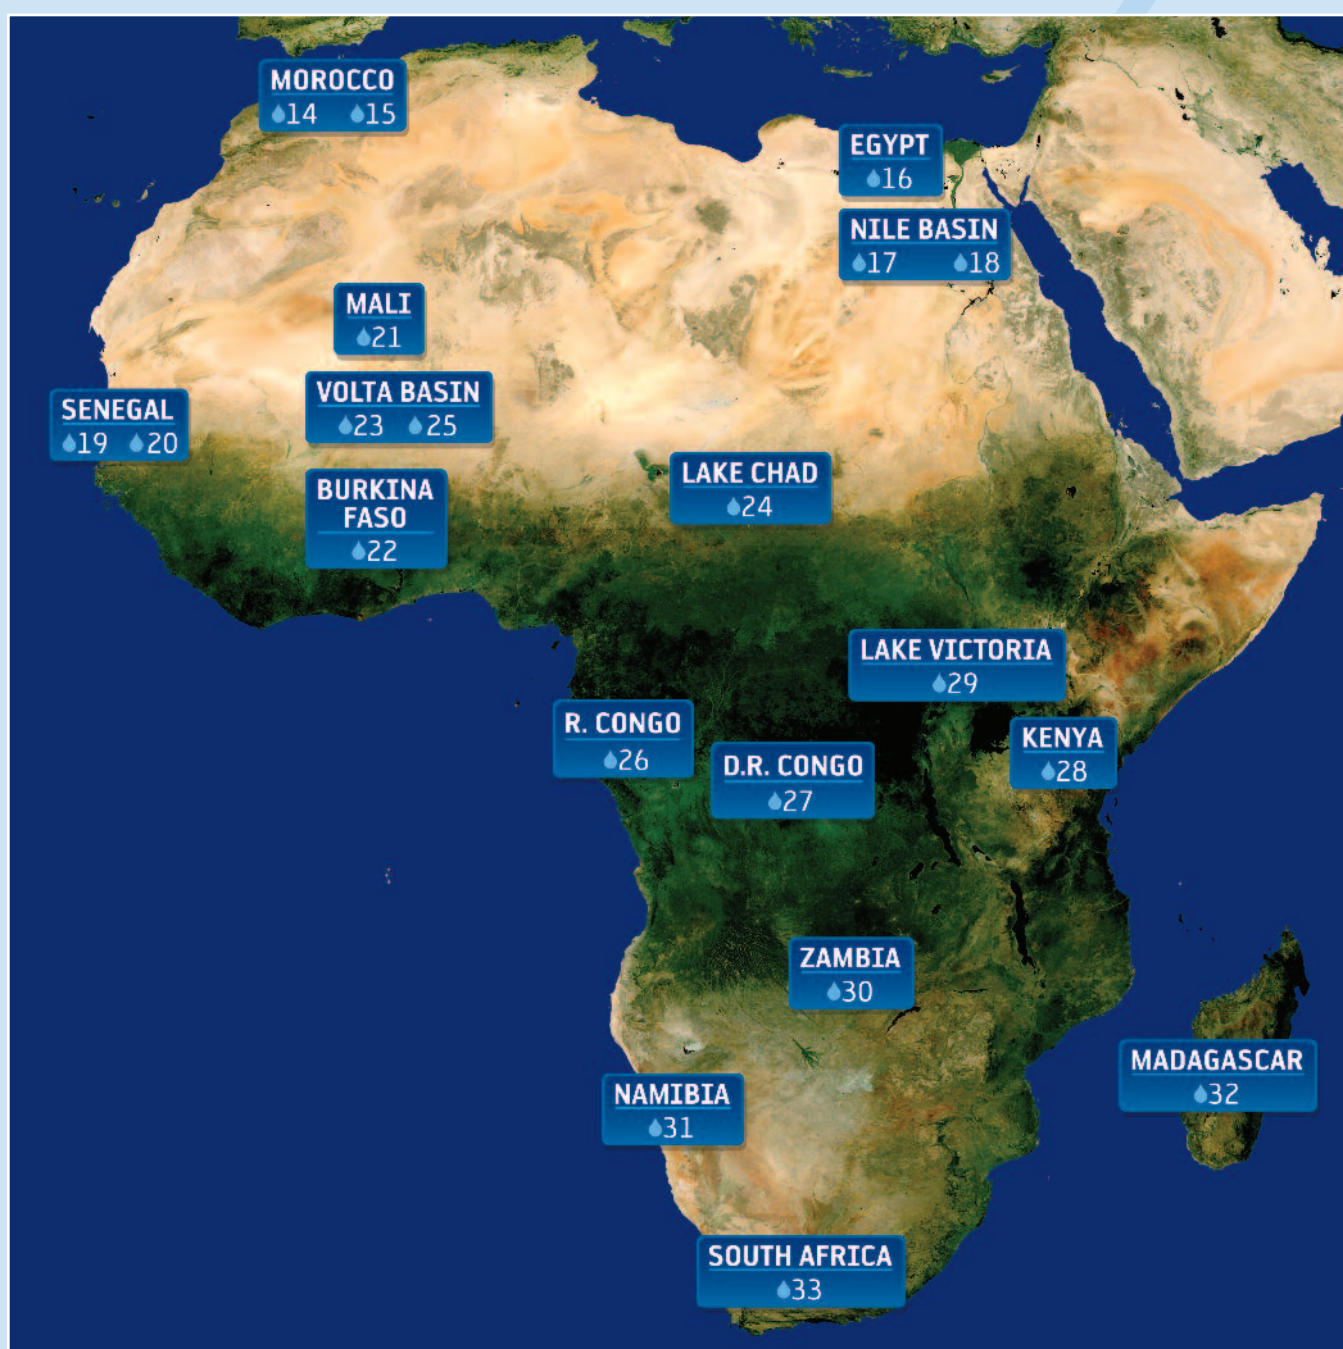 MOROCCO
14 15
EGYPT
16
NILE BASIN
17 18
MALI
21
VOLTA BASIN
23 25
SENEGAL
19 20
BURKINA
FASO
22
LAKE CHAD
24
LAKE VICTORIA
29
R. CONGO
26
D.R. CONGO
27
KENYA
28
ZAMBIA
30
MADAGASCAR
32
NAMIBIA
31
SOUTH AFRICA
33